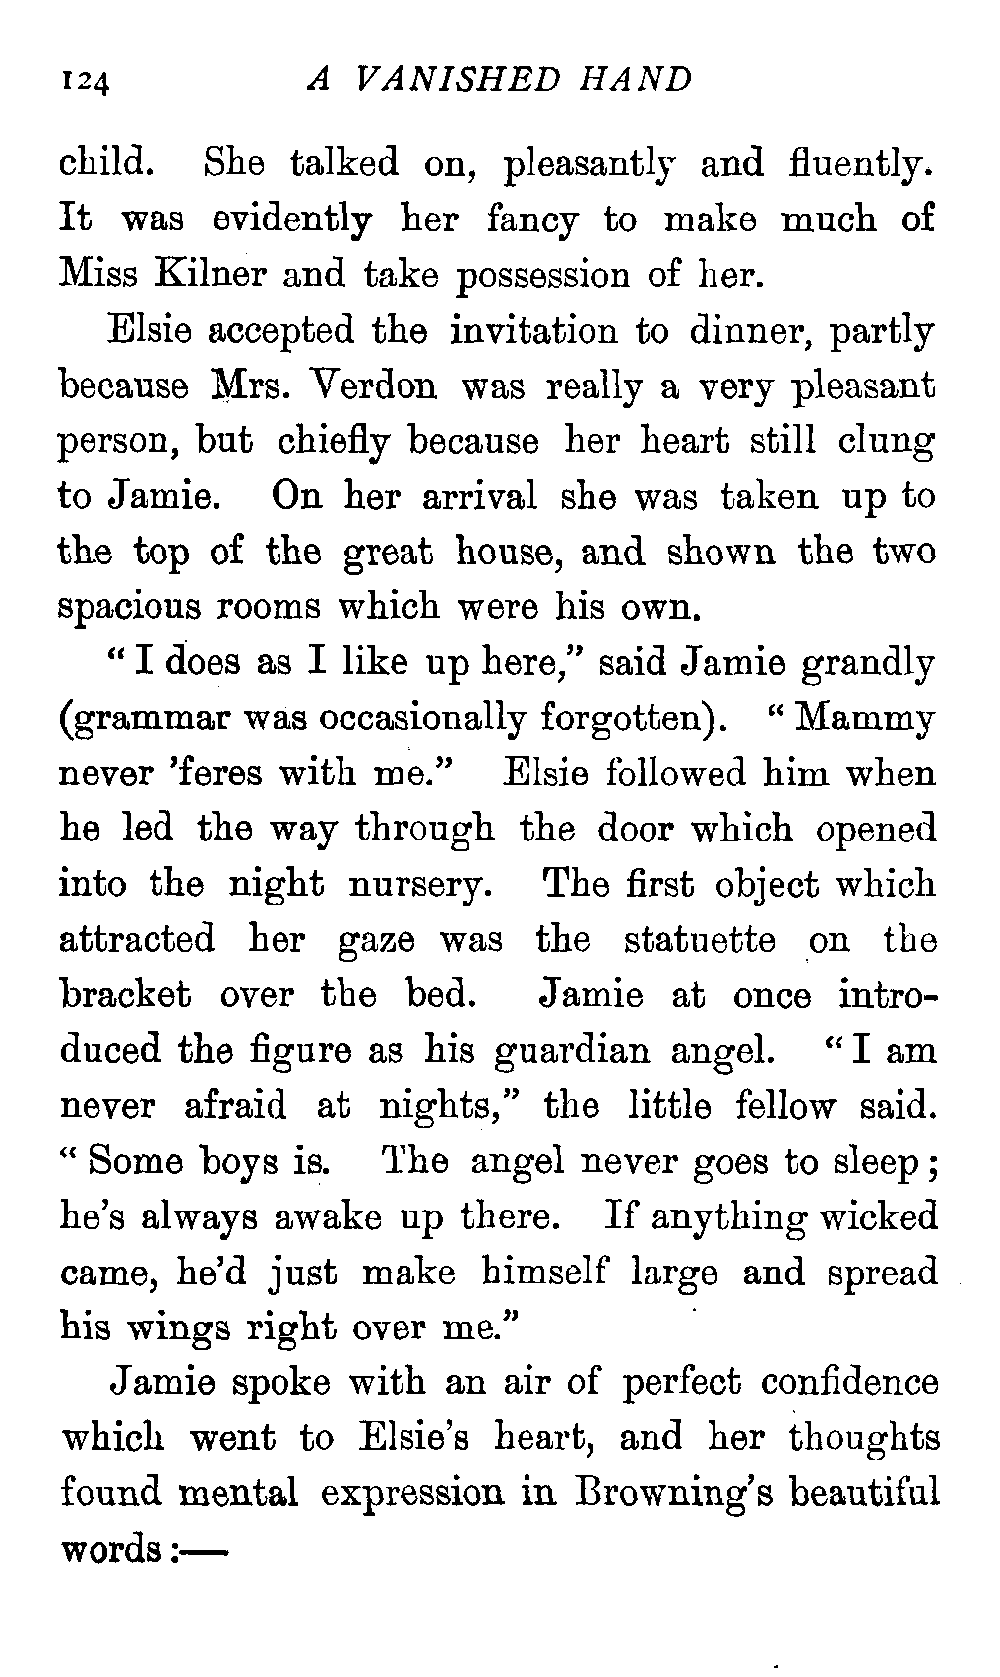 124 A VANISHED HAND
child. She talked on, pleasantly and fluently.
It was evidently her fancy to make much of
Miss Kilner and take possession of her.
Elsie accepted the invitation to dinner, partly
because Mrs. Verdon was really a very pleasant
person, but chiefly because her heart still clung
to Jamie. On her arrival she was taken up to
the top of the great house, and shown the two
spacious rooms which were his own.
“I does as I like up here,” said Jamie grandly
(grammar was occasionally forgotten). “Mammy
never ’feres with me.” Elsie followed him when
he led the way through the door which opened
into the night nursery. The first object which
attracted her gaze was the statuette on the
bracket over the bed. Jamie at once intro-
duced the figure as his guardian angel. “I am
never afraid at nights,” the little fellow said.
“Some boys is. The angel never goes to sleep;
he’s always awake up there. If anything wicked
came, he’d just make himself large and spread
his wings right over me.”
Jamie spoke with an air of perfect confidence
which went to Elsie’s heart, and her thoughts
found mental expression in Browning’s beautiful
words:—